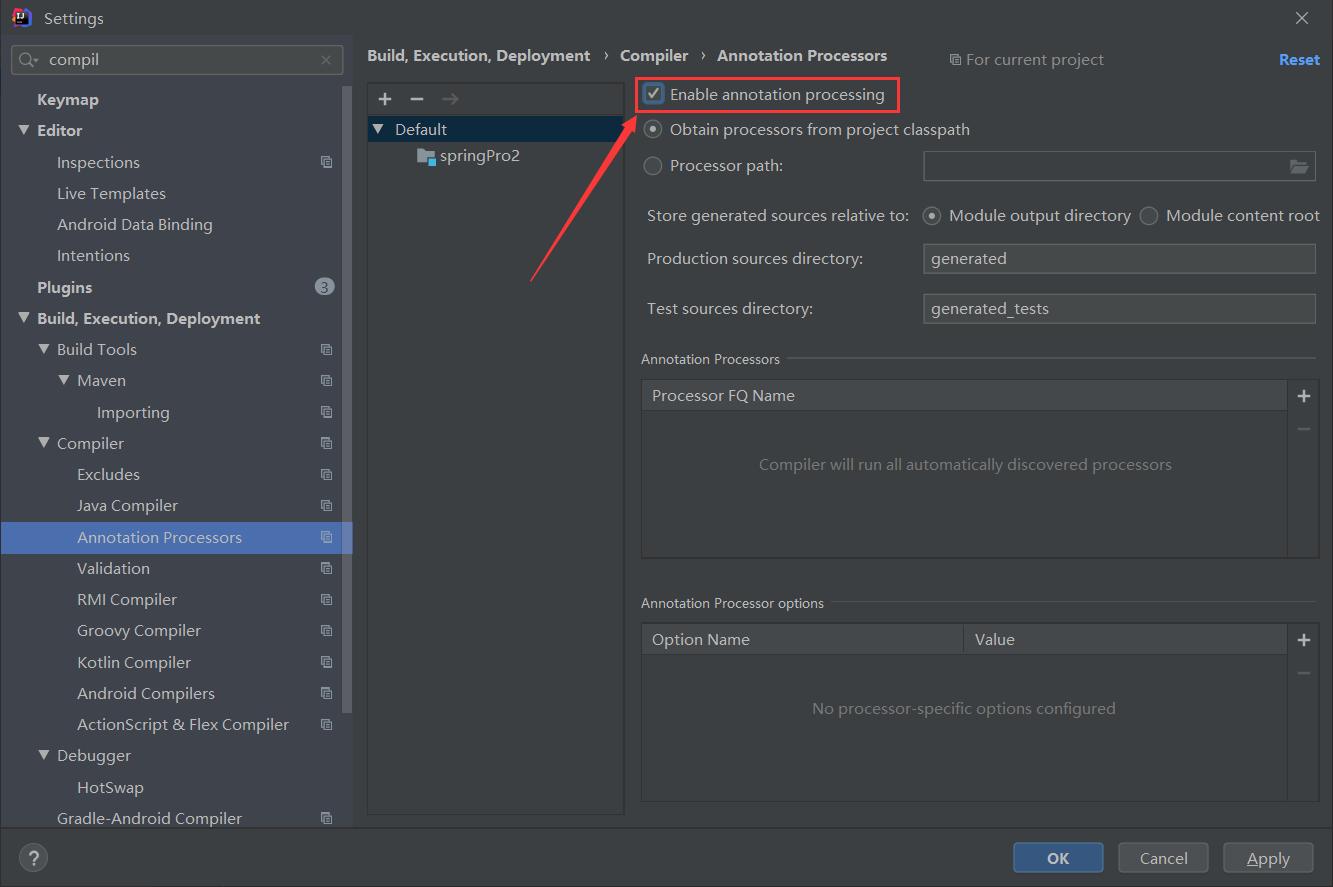 Settings
compil
Keymap
Editor
Inspections
Live Templates
Android Data Binding
Intentions
Plugins 3
Build, Execution, Deployment
Build Tools
Maven
Importing
Compiler
Excludes
Java Compiler
Annotation Processors
Validation
RMI Compiler
Groovy Compiler
Kotlin Compiler
Android Compilers
ActionScript & Flex Compiler
Debugger
HotSwap
Gradle-Android Compiler
Build, Execution, Deployment › Compiler › Annotation Processors
For current project
Reset
Default
springPro2
Enable annotation processing
Obtain processors from project classpath
Processor path:
Store generated sources relative to: Module output directory Module content root
Production sources directory: generated
Test sources directory: generated_tests
Annotation Processors
Processor FQ Name
Compiler will run all automatically discovered processors
Annotation Processor options
Option Name Value
No processor-specific options configured
?
OK Cancel Apply